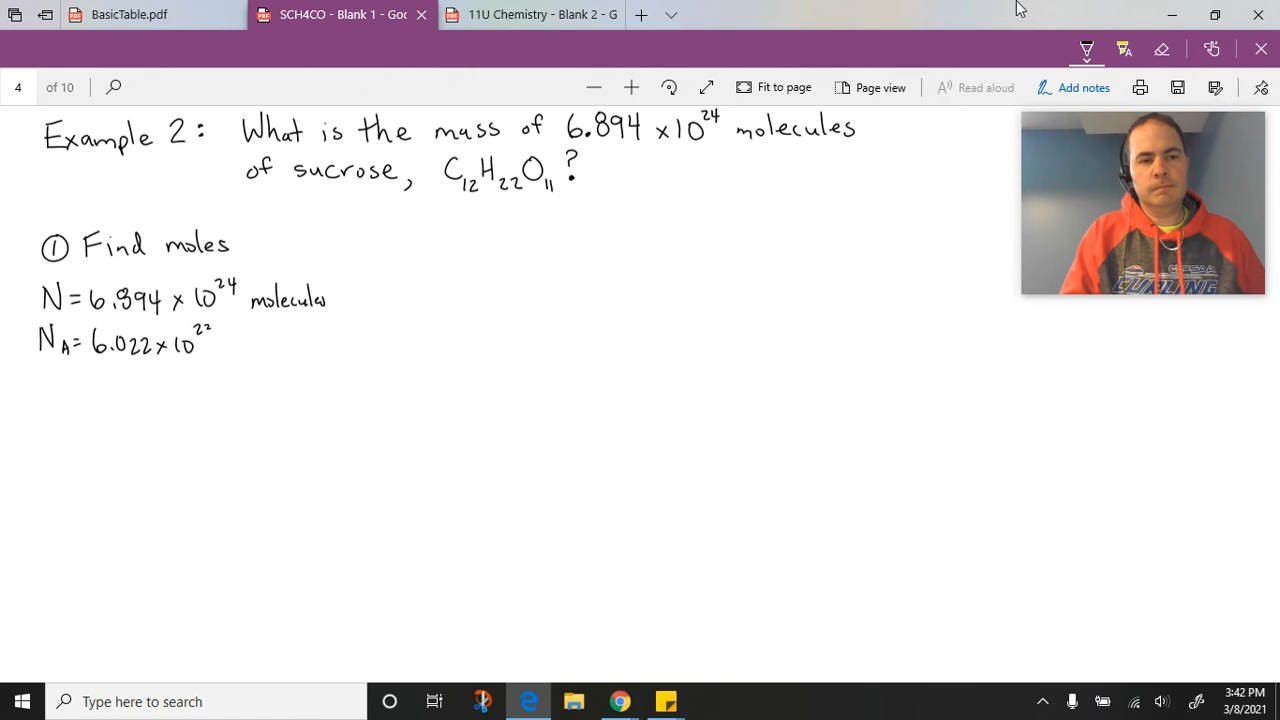 BasicTable.pdf
SCH4CO - Blank 1 - Goo
11U Chemistry - Blank 2 - G
4 of 10
Fit to page
Page view
Read aloud
Add notes
Example 2: What is the mass of 6.894 x10^24 molecules
of sucrose, C₁₂H₂₂O₁₁?
① Find moles
N = 6.894 x 10^24 molecules
N_A = 6.022 x 10^22
Type here to search
3:42 PM
3/8/2021